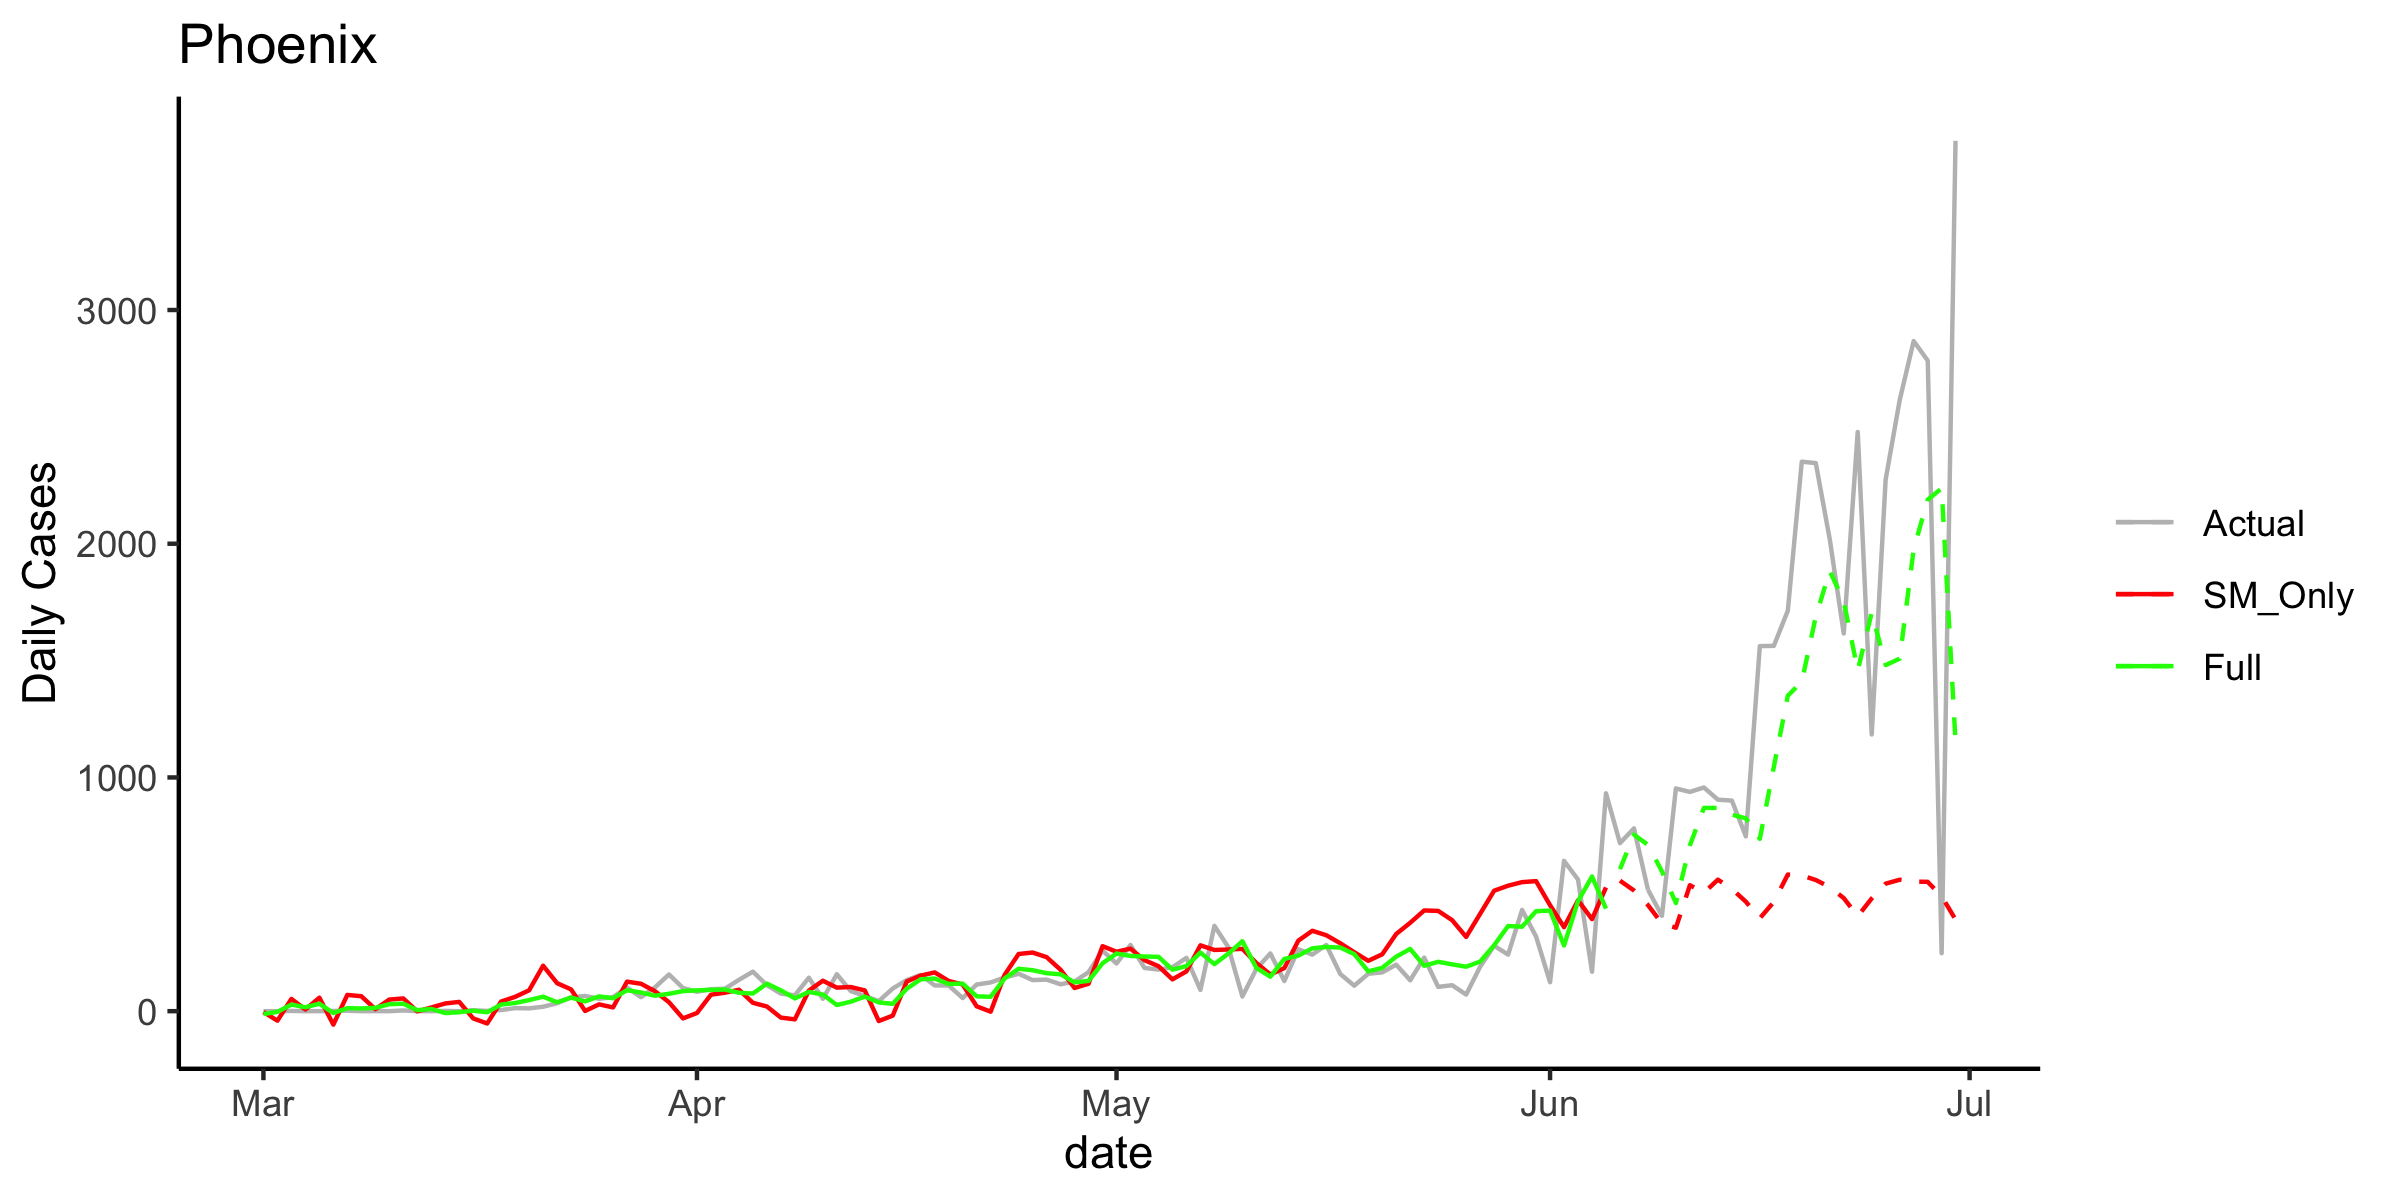 Phoenix
Daily Cases
3000
2000
1000
0
Mar Apr May Jun Jul
date
Actual
SM_Only
Full